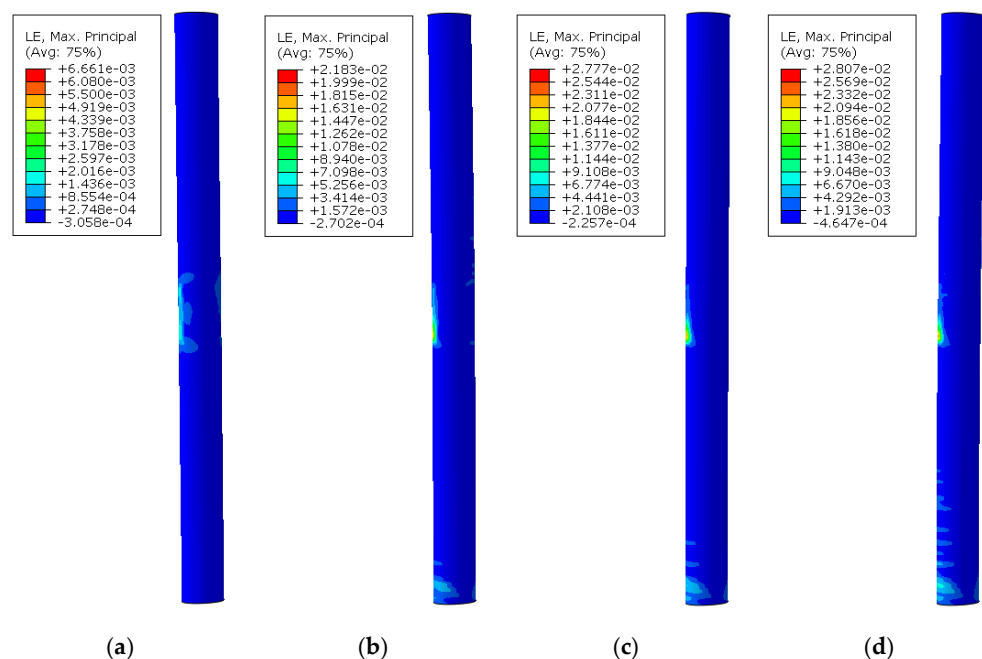 LE, Max. Principal
(Avg: 75%)
+6.661e-03
+6.080e-03
+5.500e-03
+4.919e-03
+4.339e-03
+3.758e-03
+3.178e-03
+2.597e-03
+2.016e-03
+1.436e-03
+8.554e-04
+2.748e-04
-3.058e-04
LE, Max. Principal
(Avg: 75%)
+2.183e-02
+1.999e-02
+1.815e-02
+1.631e-02
+1.447e-02
+1.262e-02
+1.078e-02
+8.940e-03
+7.098e-03
+5.256e-03
+3.414e-03
+1.572e-03
-2.702e-04
LE, Max. Principal
(Avg: 75%)
+2.777e-02
+2.544e-02
+2.311e-02
+2.077e-02
+1.844e-02
+1.611e-02
+1.377e-02
+1.144e-02
+9.108e-03
+6.774e-03
+4.441e-03
+2.108e-03
-2.257e-04
LE, Max. Principal
(Avg: 75%)
+2.807e-02
+2.569e-02
+2.332e-02
+2.094e-02
+1.856e-02
+1.618e-02
+1.380e-02
+1.143e-02
+9.048e-03
+6.670e-03
+4.292e-03
+1.913e-03
-4.647e-04
(a)
(b)
(c)
(d)